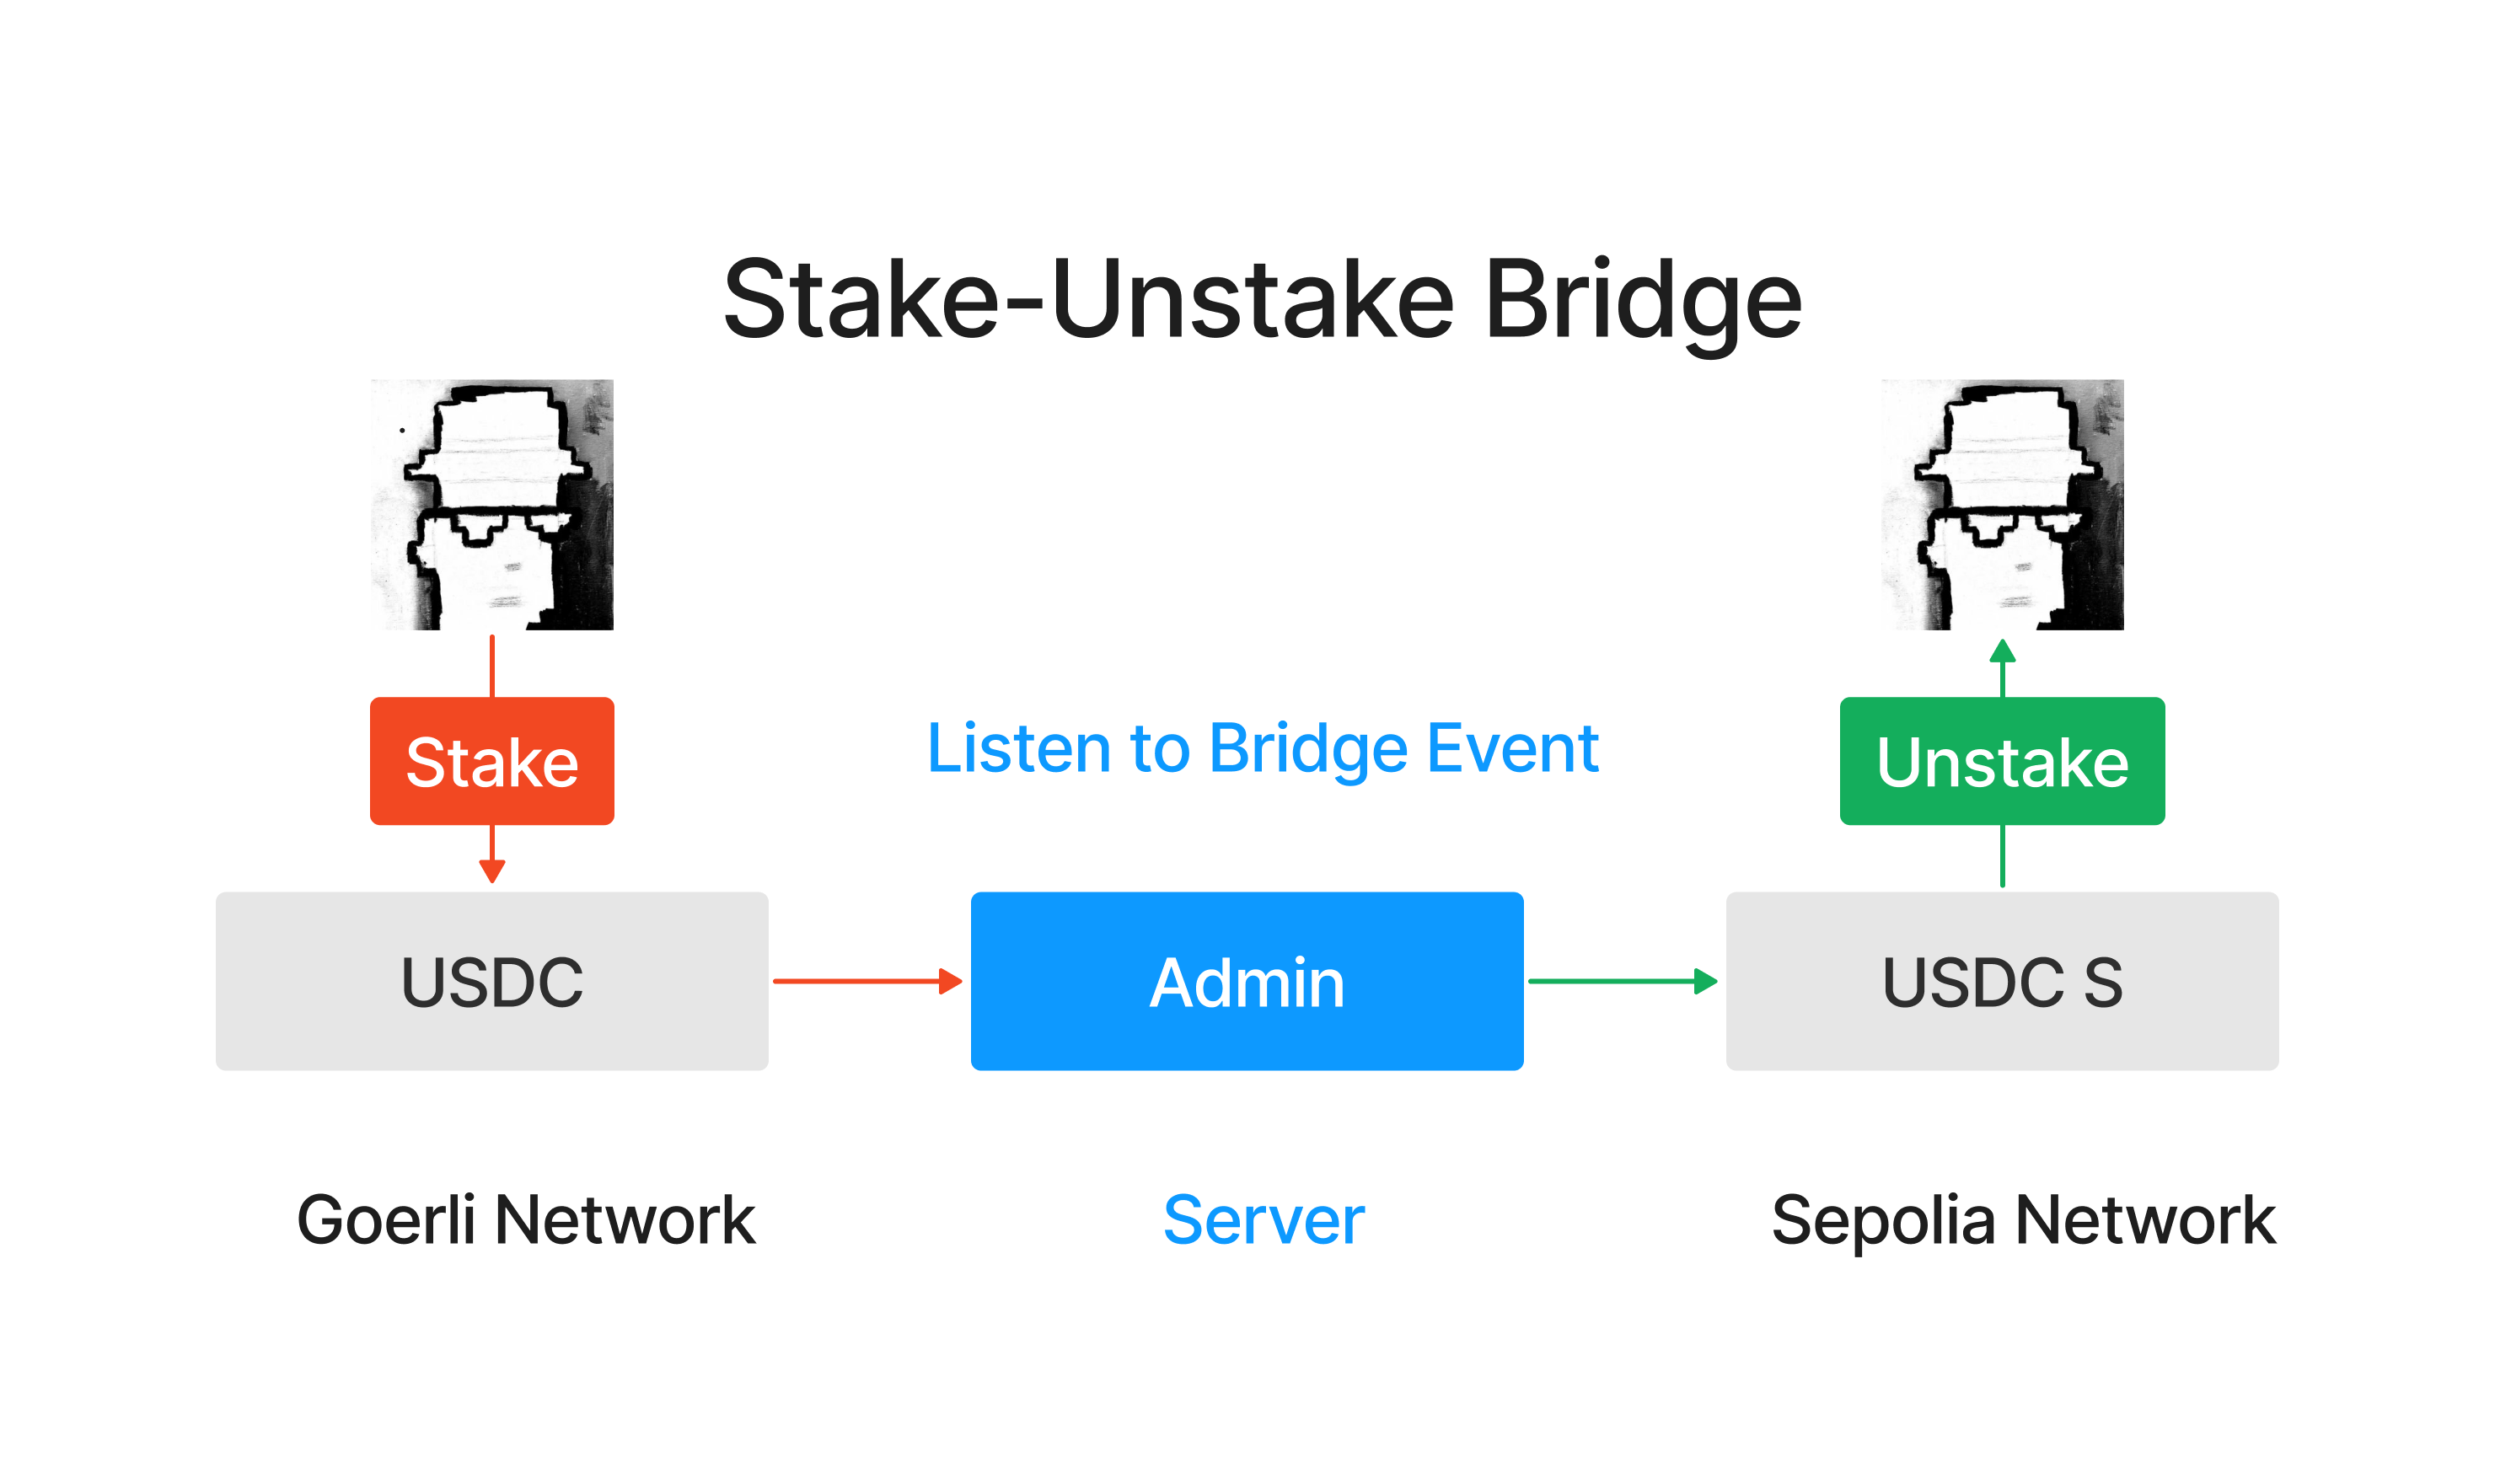 Stake-Unstake Bridge
Stake
Listen to Bridge Event
Unstake
USDC
Admin
USDC S
Goerli Network
Server
Sepolia Network